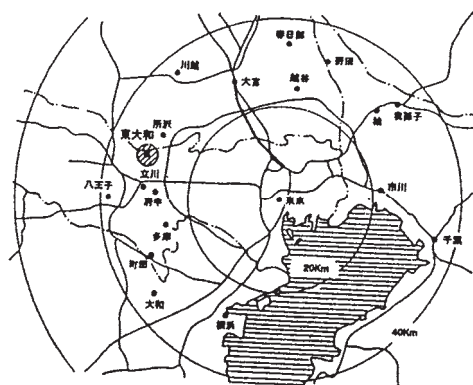 春日部
野田
川越
大宮
越谷
柏
我孫子
所沢
東大和
立川
八王子
府中
東京
市川
多摩
千葉
町田
大和
20Km
横浜
40Km